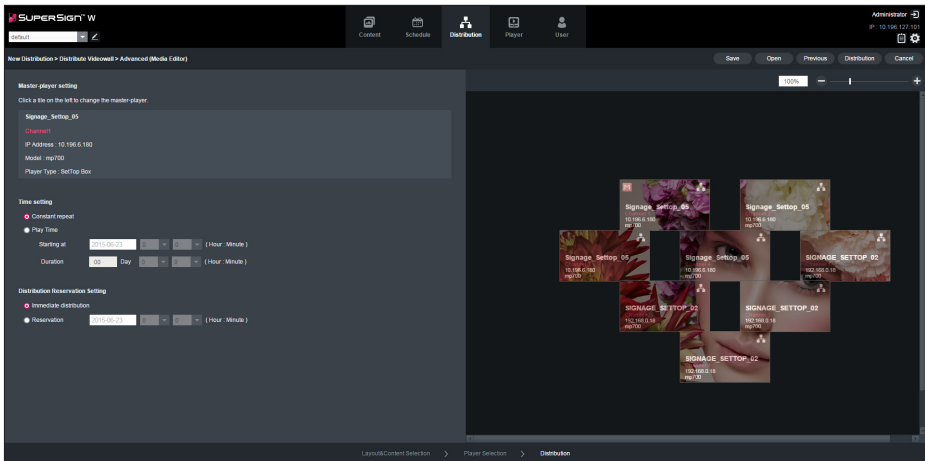 SUPERSIGN™ W
Administrator
IP : 10.196.127.101
default
Content
Schedule
Distribution
Player
User
New Distribution > Distribute Videowall > Advanced (Media Editor)
Save
Open
Previous
Distribution
Cancel
100%
Master-player setting
Click a tile on the left to change the master-player.
Signage_Settop_05
Channel1
IP Address : 10.196.6.180
Model : mp700
Player Type : SetTop Box
Time setting
Constant repeat
Play Time
Starting at 2015-06-23 0 0 ( Hour : Minute )
Duration 00 Day 0 0 ( Hour : Minute )
Distribution Reservation Setting
Immediate distribution
Reservation 2015-06-23 0 0 ( Hour : Minute )
M
Signage_Settop_05
10.196.6.180
mp700
Signage_Settop_05
10.196.6.180
mp700
Signage_Settop_05
10.196.6.180
mp700
Signage_Settop_05
10.196.6.180
mp700
SIGNAGE_SETTOP_02
192.168.0.18
mp700
SIGNAGE_SETTOP_02
192.168.0.18
mp700
SIGNAGE_SETTOP_02
192.168.0.18
mp700
SIGNAGE_SETTOP_02
192.168.0.18
mp700
Layout&Content Selection > Player Selection > Distribution